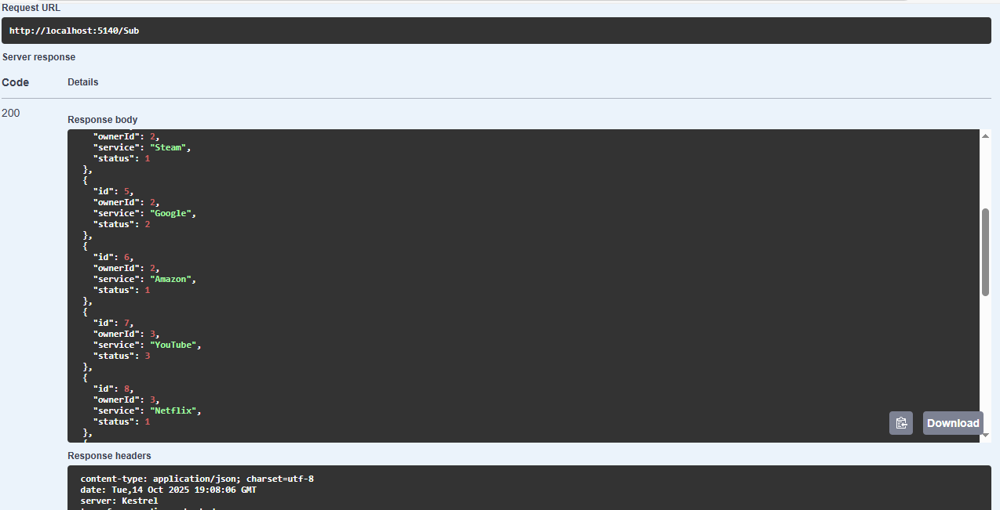 Request URL
http://localhost:5140/Sub
Server response
Code Details
200
Response body
"ownerId": 2,
"service": "Steam",
"status": 1
},
{
"id": 5,
"ownerId": 2,
"service": "Google",
"status": 2
},
{
"id": 6,
"ownerId": 2,
"service": "Amazon",
"status": 1
},
{
"id": 7,
"ownerId": 3,
"service": "YouTube",
"status": 3
},
{
"id": 8,
"ownerId": 3,
"service": "Netflix",
"status": 1
},
Download
Response headers
content-type: application/json; charset=utf-8
date: Tue,14 Oct 2025 19:08:06 GMT
server: Kestrel